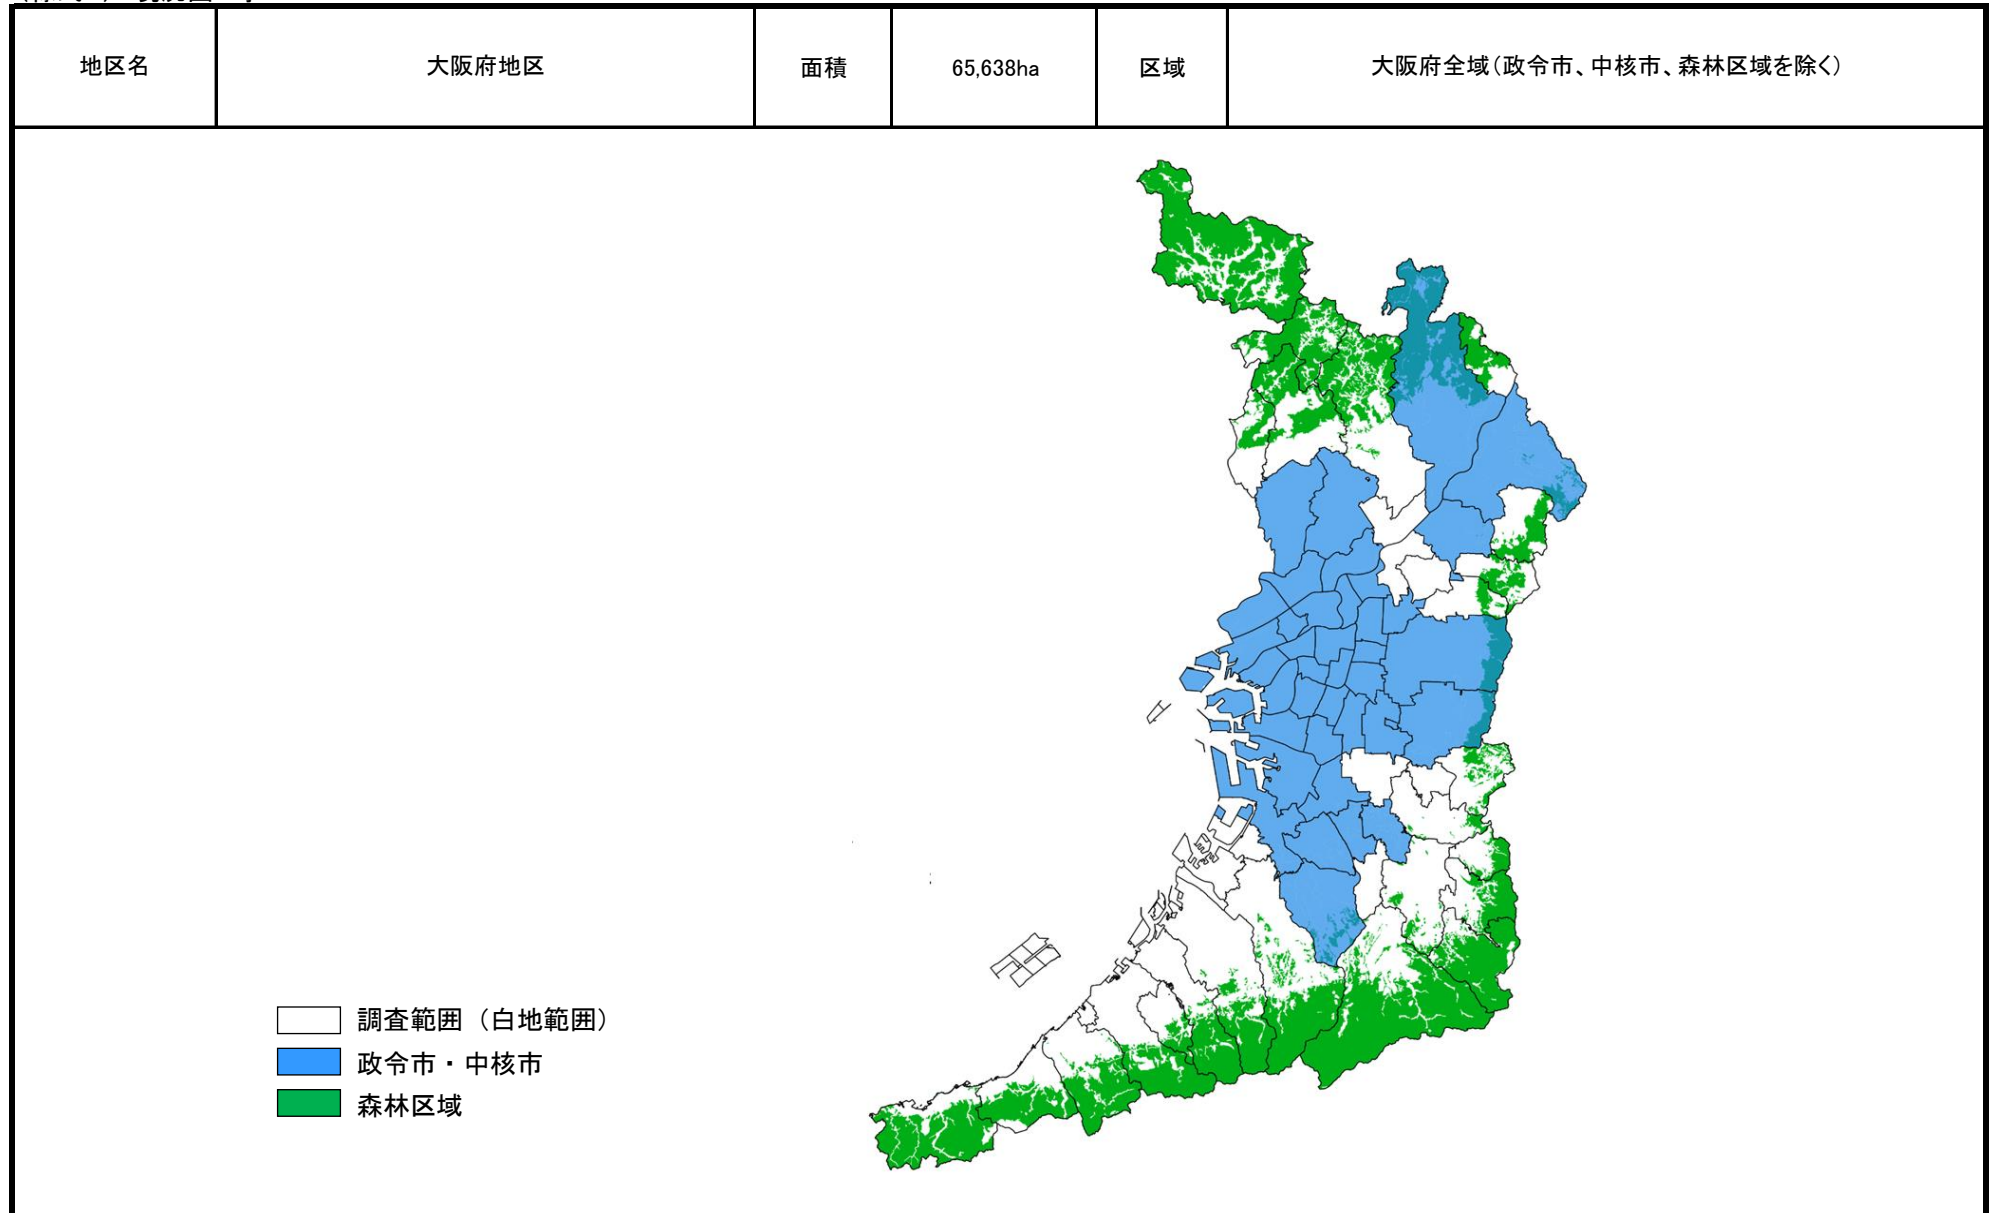 地区名
大阪府地区
面積
65,638ha
区域
大阪府全域(政令市、中核市、森林区域を除く)
調査範囲（白地範囲）
政令市・中核市
森林区域